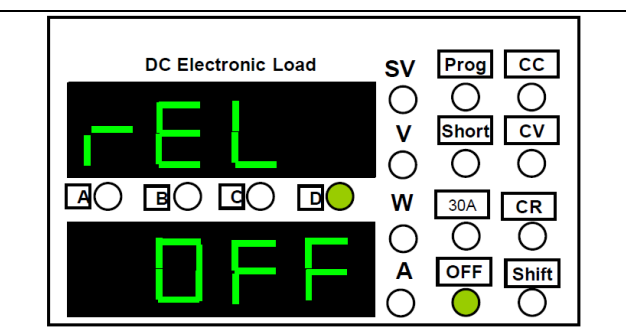 DC Electronic Load
SV Prog CC
rEL
V Short CV
A B C D
W 30A CR
OFF
A OFF Shift